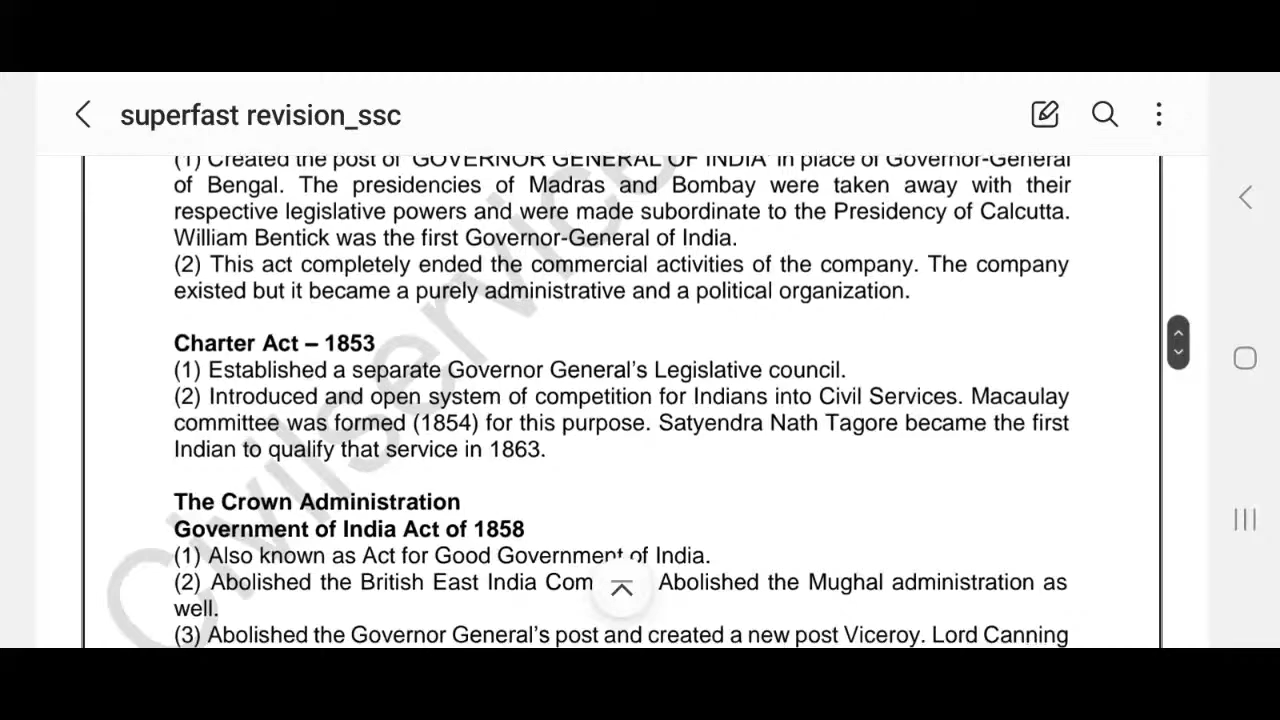 superfast revision_ssc
(1) Created the post of 'GOVERNOR GENERAL OF INDIA' in place of Governor-General
of Bengal. The presidencies of Madras and Bombay were taken away with their
respective legislative powers and were made subordinate to the Presidency of Calcutta.
William Bentick was the first Governor-General of India.
(2) This act completely ended the commercial activities of the company. The company
existed but it became a purely administrative and a political organization.
Charter Act – 1853
(1) Established a separate Governor General's Legislative council.
(2) Introduced and open system of competition for Indians into Civil Services. Macaulay
committee was formed (1854) for this purpose. Satyendra Nath Tagore became the first
Indian to qualify that service in 1863.
The Crown Administration
Government of India Act of 1858
(1) Also known as Act for Good Government of India.
(2) Abolished the British East India Com Abolished the Mughal administration as
well.
(3) Abolished the Governor General's post and created a new post Viceroy. Lord Canning
Civilservice